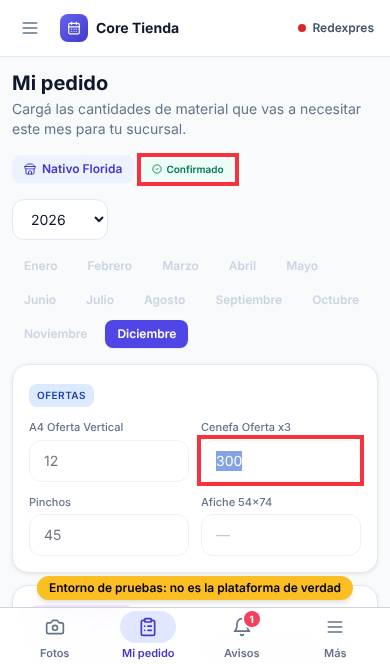 Core Tienda
Redexpres
Mi pedido
Cargá las cantidades de material que vas a necesitar
este mes para tu sucursal.
Nativo Florida
Confirmado
2026
Enero Febrero Marzo Abril Mayo
Junio Julio Agosto Septiembre Octubre
Noviembre Diciembre
OFERTAS
A4 Oferta Vertical Cenefa Oferta x3
12 300
Pinchos Afiche 54x74
45 —
Entorno de pruebas: no es la plataforma de verdad
1
Fotos Mi pedido Avisos Más